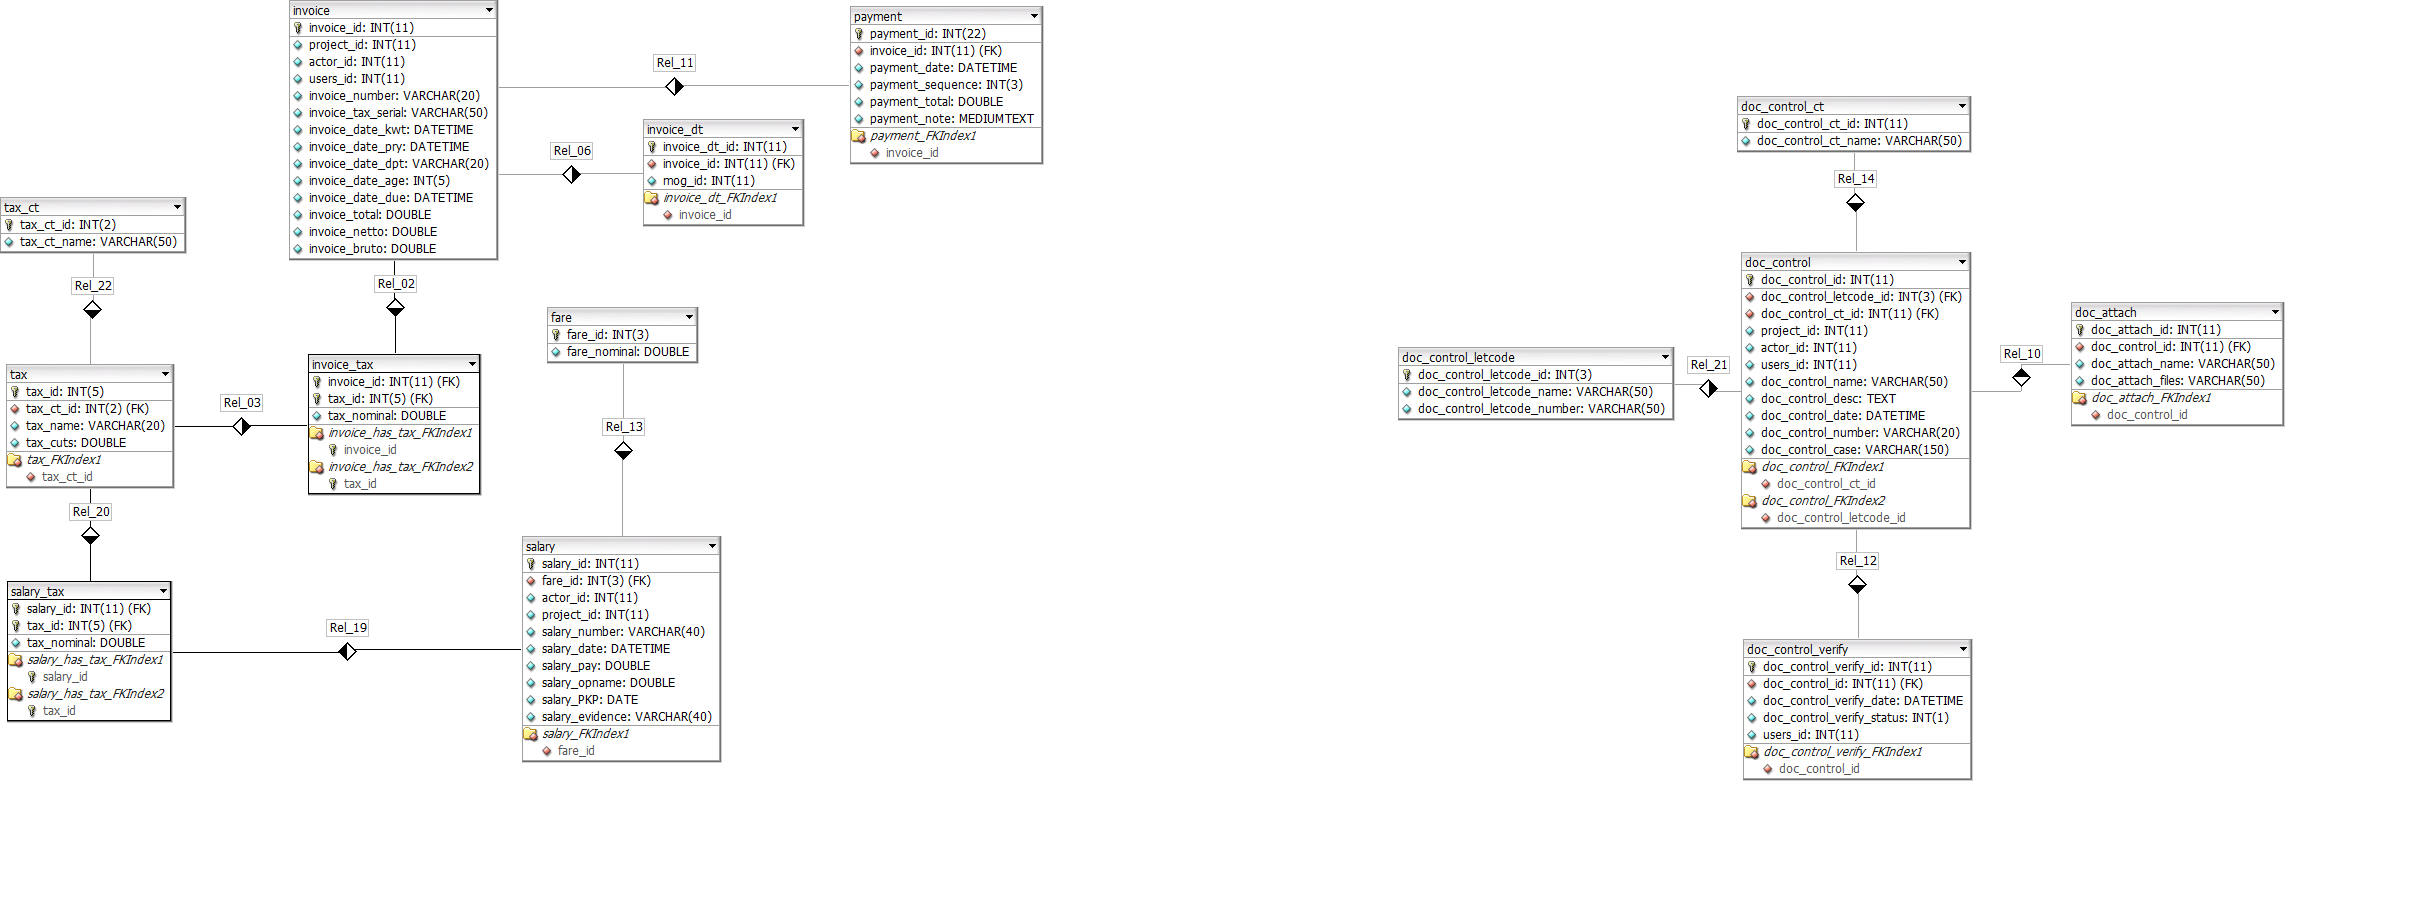 invoice
invoice_id: INT(11)
project_id: INT(11)
actor_id: INT(11)
users_id: INT(11)
invoice_number: VARCHAR(20)
invoice_tax_serial: VARCHAR(50)
invoice_date_kwt: DATETIME
invoice_date_pry: DATETIME
invoice_date_dpt: VARCHAR(20)
invoice_date_age: INT(5)
invoice_date_due: DATETIME
invoice_total: DOUBLE
invoice_netto: DOUBLE
invoice_bruto: DOUBLE
Rel_11
payment
payment_id: INT(22)
invoice_id: INT(11) (FK)
payment_date: DATETIME
payment_sequence: INT(3)
payment_total: DOUBLE
payment_note: MEDIUMTEXT
payment_FKIndex1
invoice_id
Rel_06
invoice_dt
invoice_dt_id: INT(11)
invoice_id: INT(11) (FK)
mog_id: INT(11)
invoice_dt_FKIndex1
invoice_id
tax_ct
tax_ct_id: INT(2)
tax_ct_name: VARCHAR(50)
Rel_22
Rel_02
tax
tax_id: INT(5)
tax_ct_id: INT(2) (FK)
tax_name: VARCHAR(20)
tax_cuts: DOUBLE
tax_FKIndex1
tax_ct_id
Rel_03
invoice_tax
invoice_id: INT(11) (FK)
tax_id: INT(5) (FK)
tax_nominal: DOUBLE
invoice_has_tax_FKIndex1
invoice_id
invoice_has_tax_FKIndex2
tax_id
fare
fare_id: INT(3)
fare_nominal: DOUBLE
Rel_13
Rel_20
salary_tax
salary_id: INT(11) (FK)
tax_id: INT(5) (FK)
tax_nominal: DOUBLE
salary_has_tax_FKIndex1
salary_id
salary_has_tax_FKIndex2
tax_id
Rel_19
salary
salary_id: INT(11)
fare_id: INT(3) (FK)
actor_id: INT(11)
project_id: INT(11)
salary_number: VARCHAR(40)
salary_date: DATETIME
salary_pay: DOUBLE
salary_opname: DOUBLE
salary_PKP: DATE
salary_evidence: VARCHAR(40)
salary_FKIndex1
fare_id
doc_control_ct
doc_control_ct_id: INT(11)
doc_control_ct_name: VARCHAR(50)
Rel_14
doc_control
doc_control_id: INT(11)
doc_control_letcode_id: INT(3) (FK)
doc_control_ct_id: INT(11) (FK)
project_id: INT(11)
actor_id: INT(11)
users_id: INT(11)
doc_control_name: VARCHAR(50)
doc_control_desc: TEXT
doc_control_date: DATETIME
doc_control_number: VARCHAR(20)
doc_control_case: VARCHAR(150)
doc_control_FKIndex1
doc_control_ct_id
doc_control_FKIndex2
doc_control_letcode_id
doc_control_letcode
doc_control_letcode_id: INT(3)
doc_control_letcode_name: VARCHAR(50)
doc_control_letcode_number: VARCHAR(50)
Rel_21
Rel_10
doc_attach
doc_attach_id: INT(11)
doc_control_id: INT(11) (FK)
doc_attach_name: VARCHAR(50)
doc_attach_files: VARCHAR(50)
doc_attach_FKIndex1
doc_control_id
Rel_12
doc_control_verify
doc_control_verify_id: INT(11)
doc_control_id: INT(11) (FK)
doc_control_verify_date: DATETIME
doc_control_verify_status: INT(1)
users_id: INT(11)
doc_control_verify_FKIndex1
doc_control_id